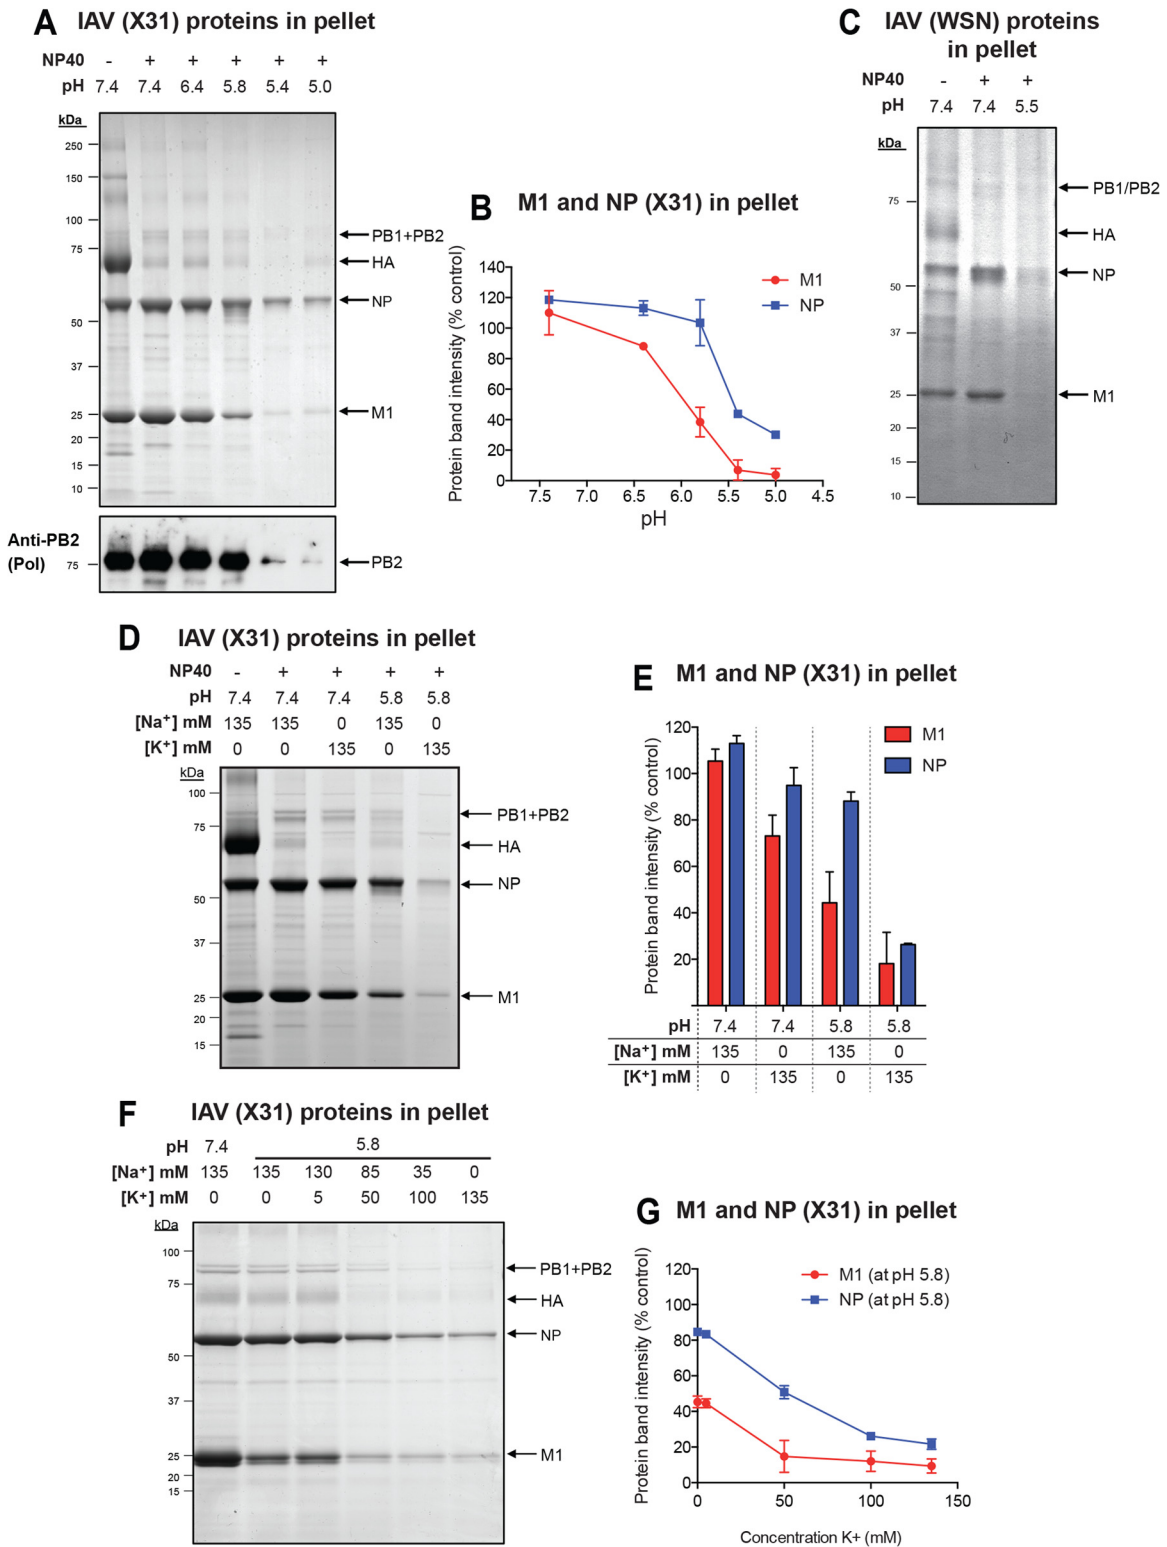 A IAV (X31) proteins in pellet
NP40 - + + + + +
pH 7.4 7.4 6.4 5.8 5.4 5.0
kDa
250
150
100
PB1+PB2
75
HA
NP
50
37
M1
25
20
15
10
Anti-PB2
(Pol) 75 PB2
B M1 and NP (X31) in pellet
Protein band intensity (% control)
140
120
100
80
60
40
20
0
7.5 7.0 6.5 6.0 5.5 5.0 4.5
pH
M1
NP
C IAV (WSN) proteins
in pellet
NP40 - + +
pH 7.4 7.4 5.5
kDa
PB1/PB2
75
HA
NP
50
37
25 M1
20
15
10
D IAV (X31) proteins in pellet
NP40 - + + + +
pH 7.4 7.4 7.4 5.8 5.8
[Na+] mM 135 135 0 135 0
[K+] mM 0 0 135 0 135
kDa
100
PB1+PB2
75
HA
NP
50
37
25 M1
20
15
E M1 and NP (X31) in pellet
Protein band intensity (% control)
120
100
80
60
40
20
M1
NP
pH 7.4 7.4 5.8 5.8
[Na+] mM 135 0 135 0
[K+] mM 0 135 0 135
F IAV (X31) proteins in pellet
pH 7.4 5.8
[Na+] mM 135 135 130 85 35 0
[K+] mM 0 0 5 50 100 135
kDa
100
PB1+PB2
75
HA
NP
50
37
25 M1
20
15
G M1 and NP (X31) in pellet
Protein band intensity (% control)
120
100
80
60
40
20
0
0 50 100 150
Concentration K+ (mM)
M1 (at pH 5.8)
NP (at pH 5.8)